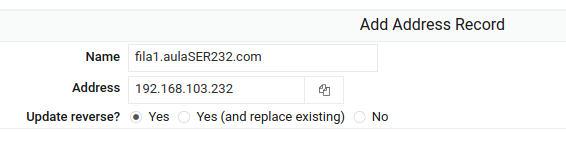 Add Address Record
Name fila1.aulaSER232.com
Address 192.168.103.232
Update reverse? Yes Yes (and replace existing) No